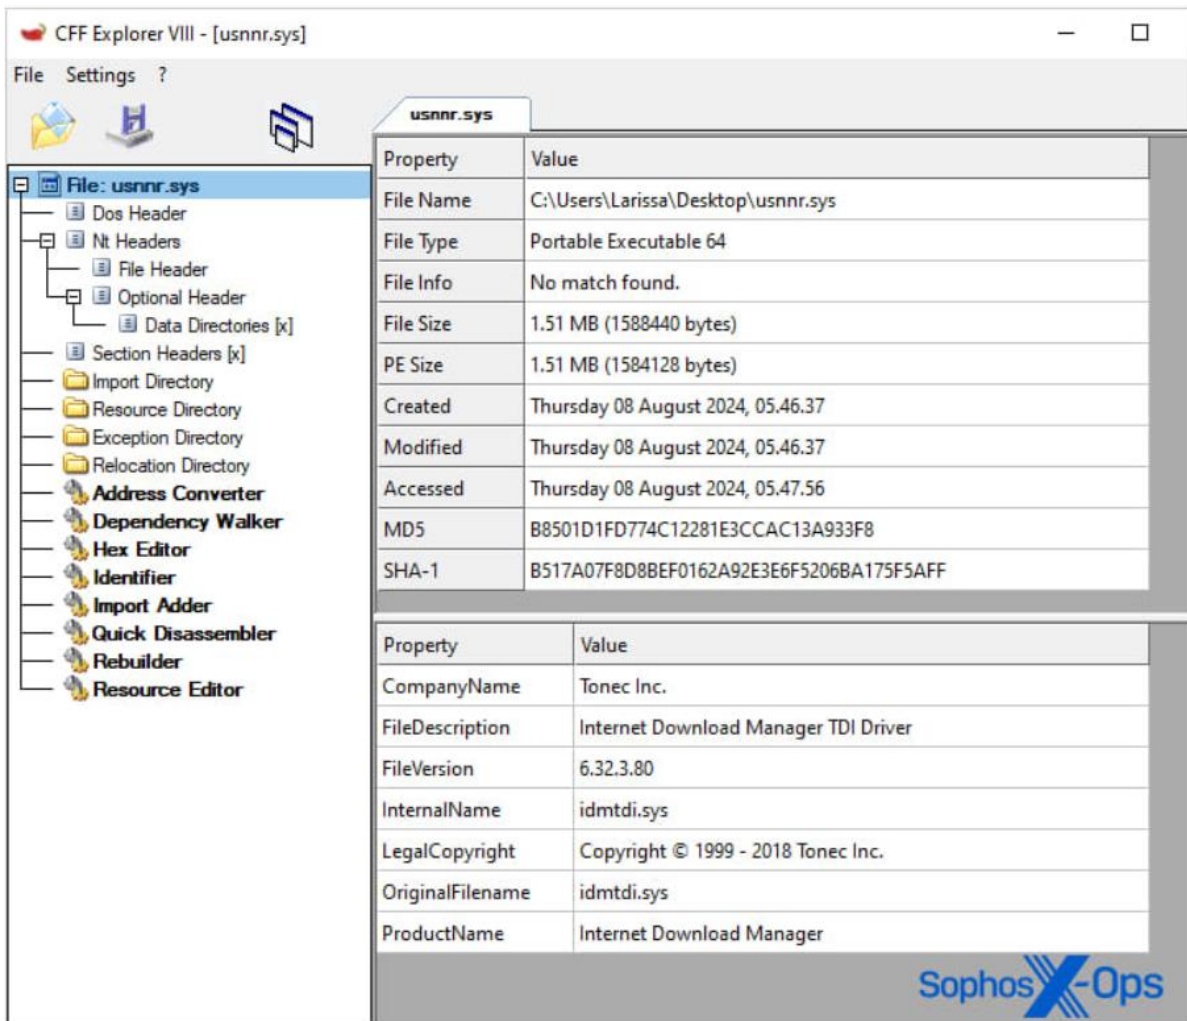 CFF Explorer VIII - [usnnr.sys]
File Settings ?
usnnr.sys
File: usnnr.sys
Dos Header
Nt Headers
File Header
Optional Header
Data Directories [x]
Section Headers [x]
Import Directory
Resource Directory
Exception Directory
Relocation Directory
Address Converter
Dependency Walker
Hex Editor
Identifier
Import Adder
Quick Disassembler
Rebuilder
Resource Editor
Property Value
File Name C:\Users\Larissa\Desktop\usnnr.sys
File Type Portable Executable 64
File Info No match found.
File Size 1.51 MB (1588440 bytes)
PE Size 1.51 MB (1584128 bytes)
Created Thursday 08 August 2024, 05.46.37
Modified Thursday 08 August 2024, 05.46.37
Accessed Thursday 08 August 2024, 05.47.56
MD5 B8501D1FD774C12281E3CCAC13A933F8
SHA-1 B517A07F8D8BEF0162A92E3E6F5206BA175F5AFF
Property Value
CompanyName Tonec Inc.
FileDescription Internet Download Manager TDI Driver
FileVersion 6.32.3.80
InternalName idmtdi.sys
LegalCopyright Copyright © 1999 - 2018 Tonec Inc.
OriginalFilename idmtdi.sys
ProductName Internet Download Manager
Sophos X-Ops